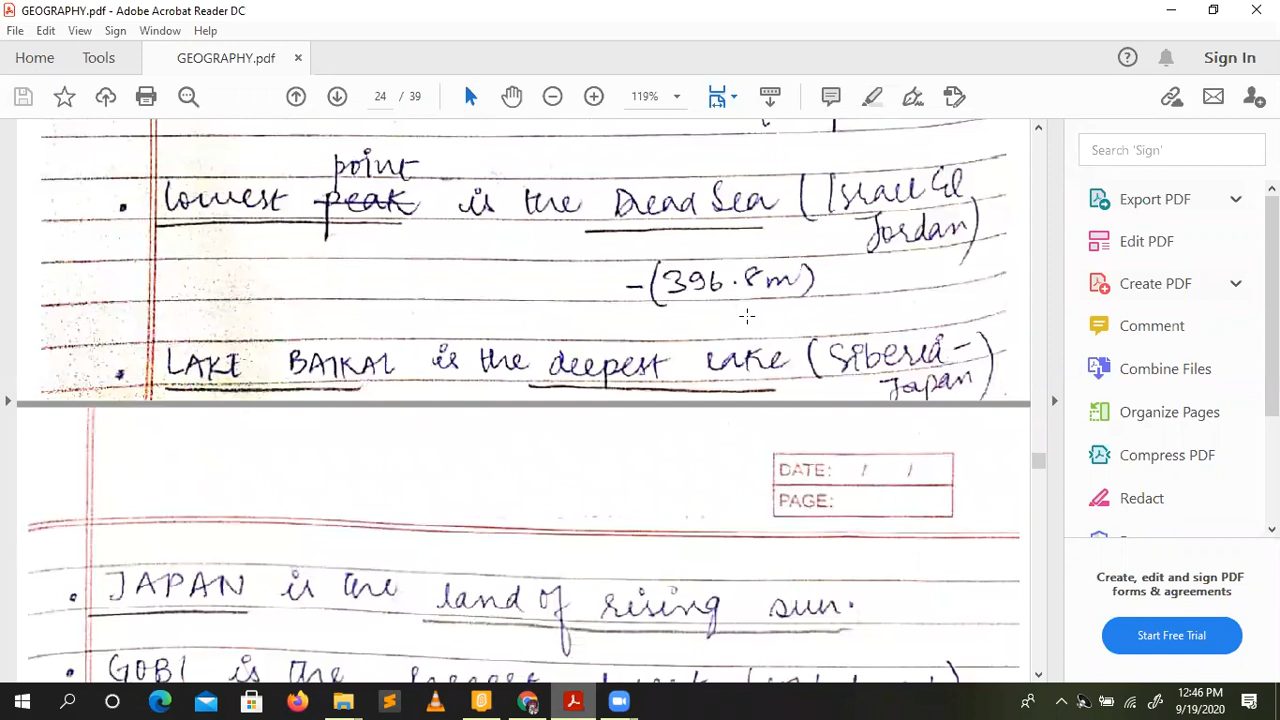 GEOGRAPHY.pdf - Adobe Acrobat Reader DC
File Edit View Sign Window Help
Home Tools GEOGRAPHY.pdf × Sign In
24 / 39 119%
point
• Lowest peak is the Dread Sea (Israel &
Jordan)
-(396.8m)
• LAKE BAIKAL is the deepest lake (Siberia-
Japan)
DATE: / /
PAGE:
• JAPAN is the land of rising sun.
• GOBI is the
Search 'Sign'
Export PDF
Edit PDF
Create PDF
Comment
Combine Files
Organize Pages
Compress PDF
Redact
Create, edit and sign PDF
forms & agreements
Start Free Trial
12:46 PM
9/19/2020